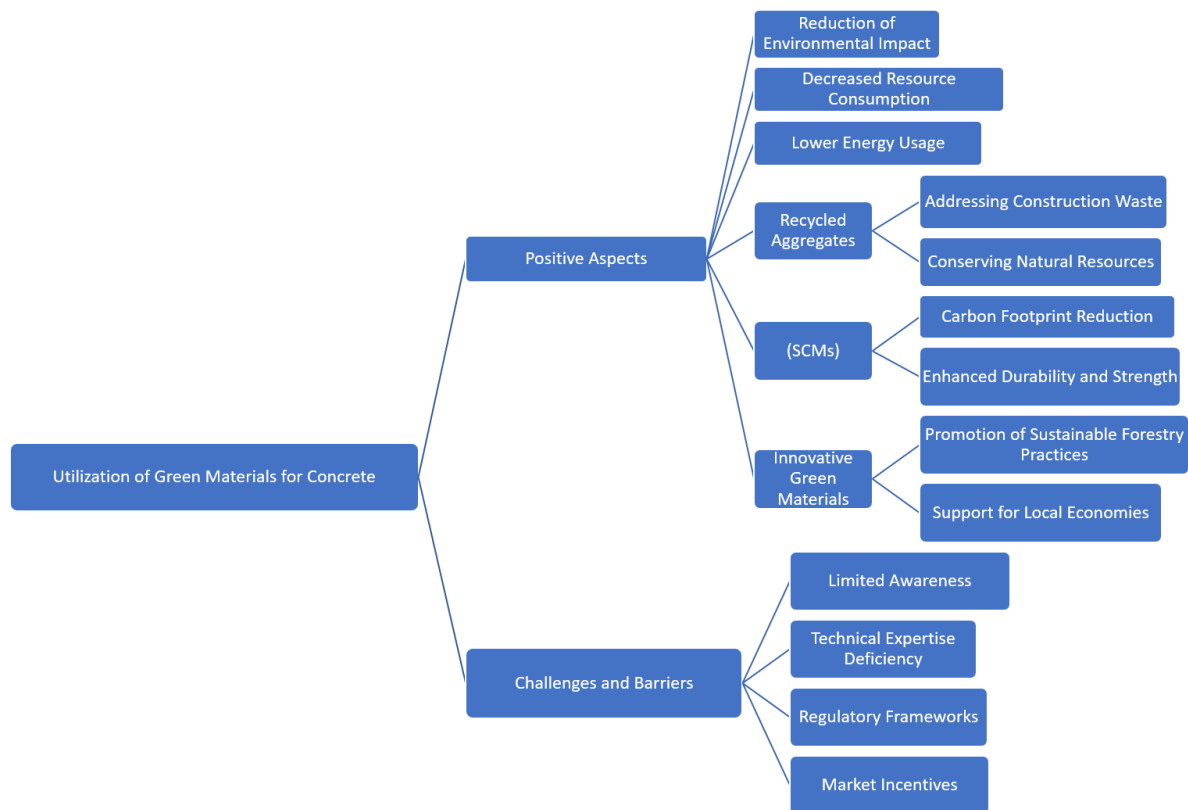 Reduction of
Environmental Impact
Decreased Resource
Consumption
Lower Energy Usage
Recycled
Aggregates
Addressing Construction Waste
Conserving Natural Resources
Positive Aspects
(SCMs)
Carbon Footprint Reduction
Enhanced Durability and Strength
Innovative
Green
Materials
Promotion of Sustainable Forestry
Practices
Support for Local Economies
Utilization of Green Materials for Concrete
Challenges and Barriers
Limited Awareness
Technical Expertise
Deficiency
Regulatory Frameworks
Market Incentives